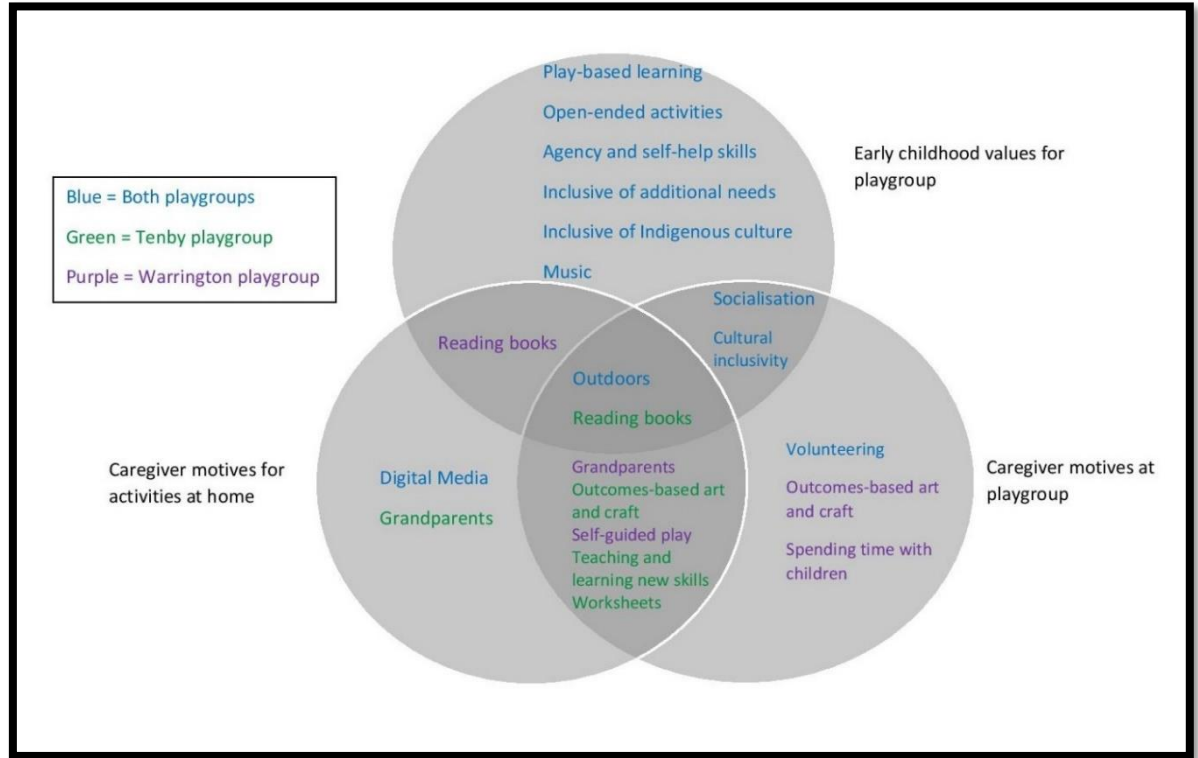 Play-based learning
Open-ended activities
Agency and self-help skills
Inclusive of additional needs
Inclusive of Indigenous culture
Music
Early childhood values for
playgroup
Blue = Both playgroups
Green = Tenby playgroup
Purple = Warrington playgroup
Socialisation
Cultural
inclusivity
Reading books
Outdoors
Reading books
Caregiver motives for
activities at home
Digital Media
Grandparents
Grandparents
Outcomes-based art
and craft
Self-guided play
Teaching and
learning new skills
Worksheets
Volunteering
Outcomes-based art
and craft
Spending time with
children
Caregiver motives at
playgroup